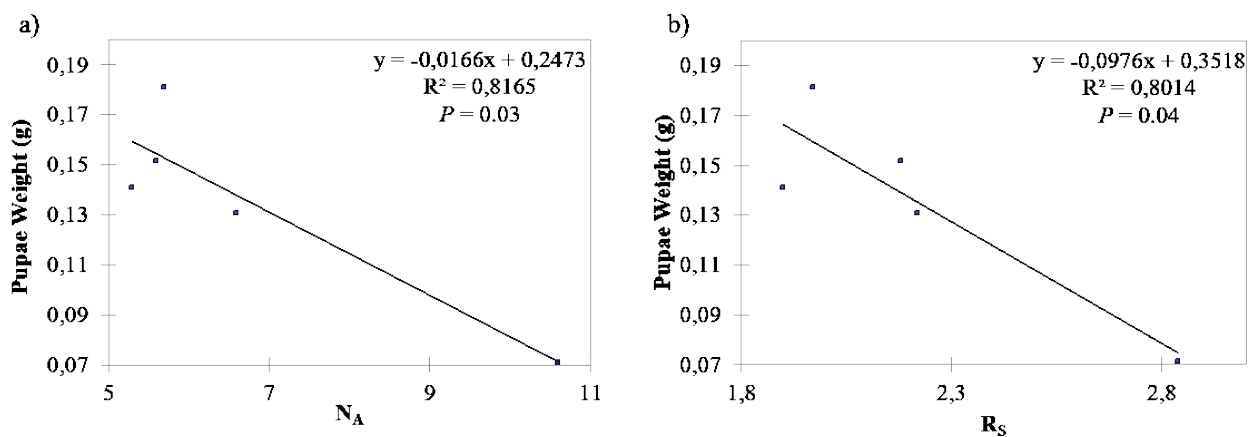 a)
y = -0,0166x + 0,2473
R² = 0,8165
P = 0.03
Pupae Weight (g)
0,19
0,17
0,15
0,13
0,11
0,09
0,07
5 7 9 11
N_A
b)
y = -0,0976x + 0,3518
R² = 0,8014
P = 0.04
Pupae Weight (g)
0,19
0,17
0,15
0,13
0,11
0,09
0,07
1,8 2,3 2,8
R_S